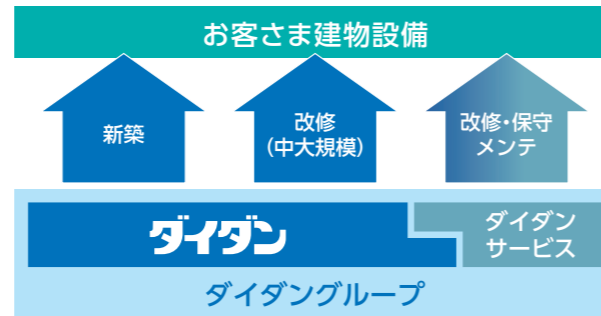 お客さま建物設備
新築
改修
(中大規模)
改修・保守
メンテ
ダイダン
ダイダン
サービス
ダイダングループ